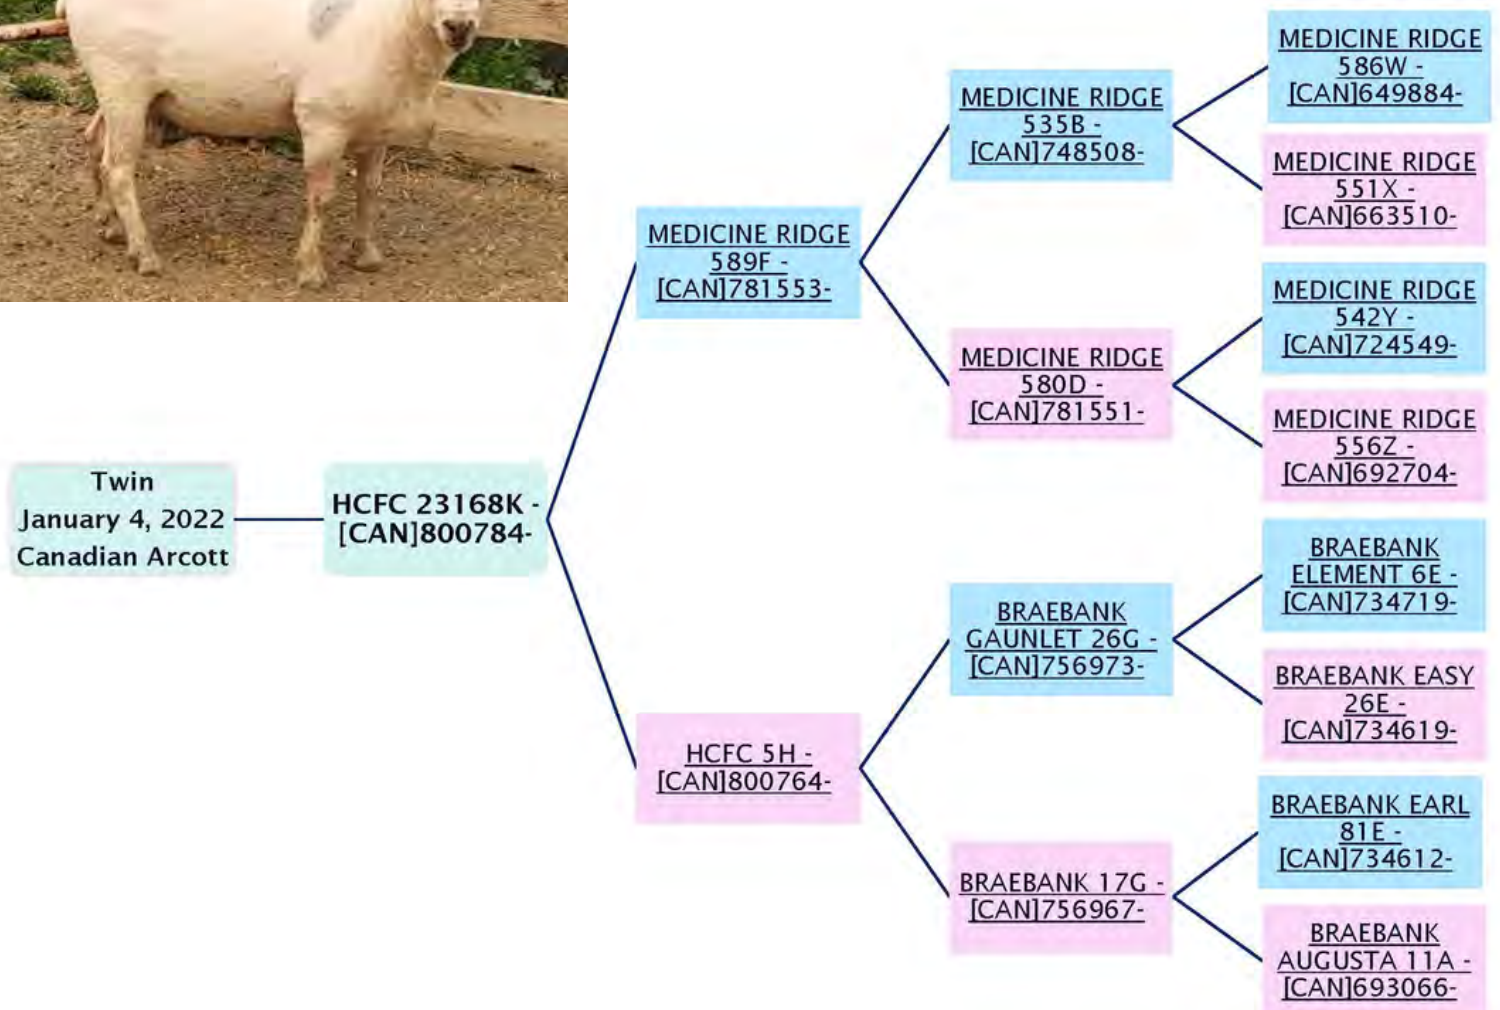 Twin
January 4, 2022
Canadian Arcott
HCFC 23168K -
[CAN]800784-
MEDICINE RIDGE
589F -
[CAN]781553-
HCFC 5H -
[CAN]800764-
MEDICINE RIDGE
535B -
[CAN]748508-
MEDICINE RIDGE
580D -
[CAN]781551-
BRAEBANK
GAUNLET 26G -
[CAN]756973-
BRAEBANK 17G -
[CAN]756967-
MEDICINE RIDGE
586W -
[CAN]649884-
MEDICINE RIDGE
551X -
[CAN]663510-
MEDICINE RIDGE
542Y -
[CAN]724549-
MEDICINE RIDGE
556Z -
[CAN]692704-
BRAEBANK
ELEMENT 6E -
[CAN]734719-
BRAEBANK EASY
26E -
[CAN]734619-
BRAEBANK EARL
81E -
[CAN]734612-
BRAEBANK
AUGUSTA 11A -
[CAN]693066-